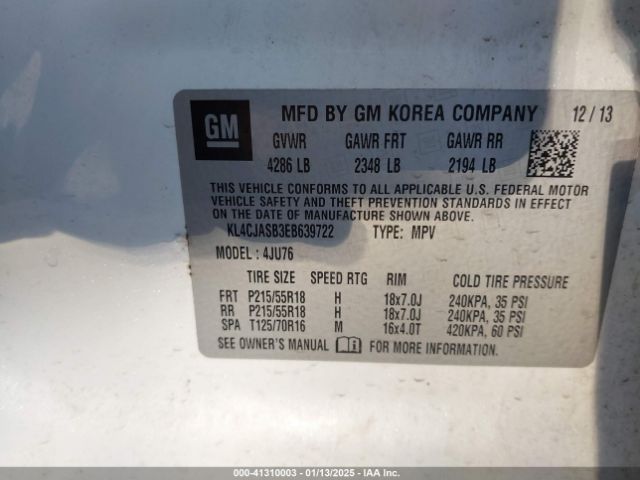 GM MFD BY GM KOREA COMPANY 12/13
GVWR GAWR FRT GAWR RR
4286 LB 2348 LB 2194 LB
THIS VEHICLE CONFORMS TO ALL APPLICABLE U.S. FEDERAL MOTOR
VEHICLE SAFETY AND THEFT PREVENTION STANDARDS IN EFFECT
ON THE DATE OF MANUFACTURE SHOWN ABOVE.
KL4CJASB3EB639722 TYPE: MPV
MODEL: 4JU76
TIRE SIZE SPEED RTG RIM COLD TIRE PRESSURE
FRT P215/55R18 H 18x7.0J 240KPA, 35 PSI
RR P215/55R18 H 18x7.0J 240KPA, 35 PSI
SPA T125/70R16 M 16x4.0T 420KPA, 60 PSI
SEE OWNER'S MANUAL FOR MORE INFORMATION.
000-41310003 — 01/13/2025 — IAA Inc.